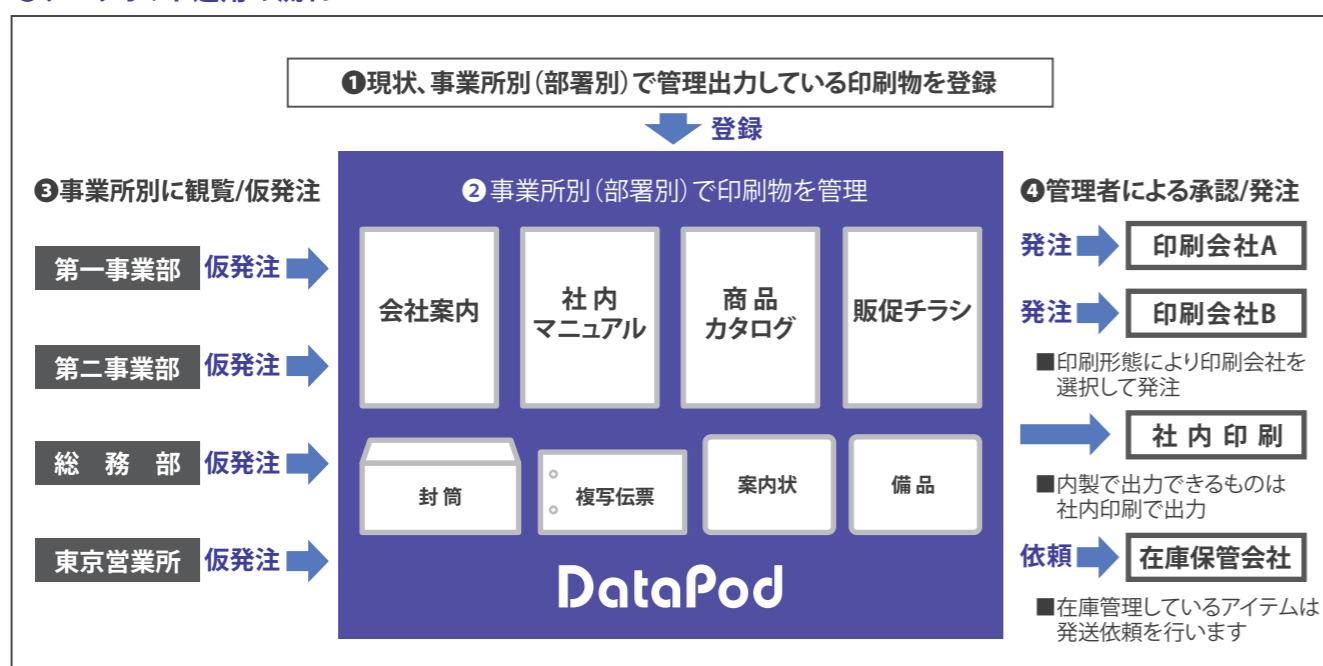 ❶現状、事業所別（部署別）で管理出力している印刷物を登録
登録
❸事業所別に観覧/仮発注
第一事業部 仮発注
第二事業部 仮発注
総務部 仮発注
東京営業所 仮発注
❷事業所別（部署別）で印刷物を管理
会社案内
社内
マニュアル
商品
カタログ
販促チラシ
封筒
複写伝票
案内状
備品
DataPod
❹管理者による承認/発注
発注 印刷会社A
発注 印刷会社B
■印刷形態により印刷会社を
選択して発注
社内印刷
■内製で出力できるものは
社内印刷で出力
依頼 在庫保管会社
■在庫管理しているアイテムは
発送依頼を行います